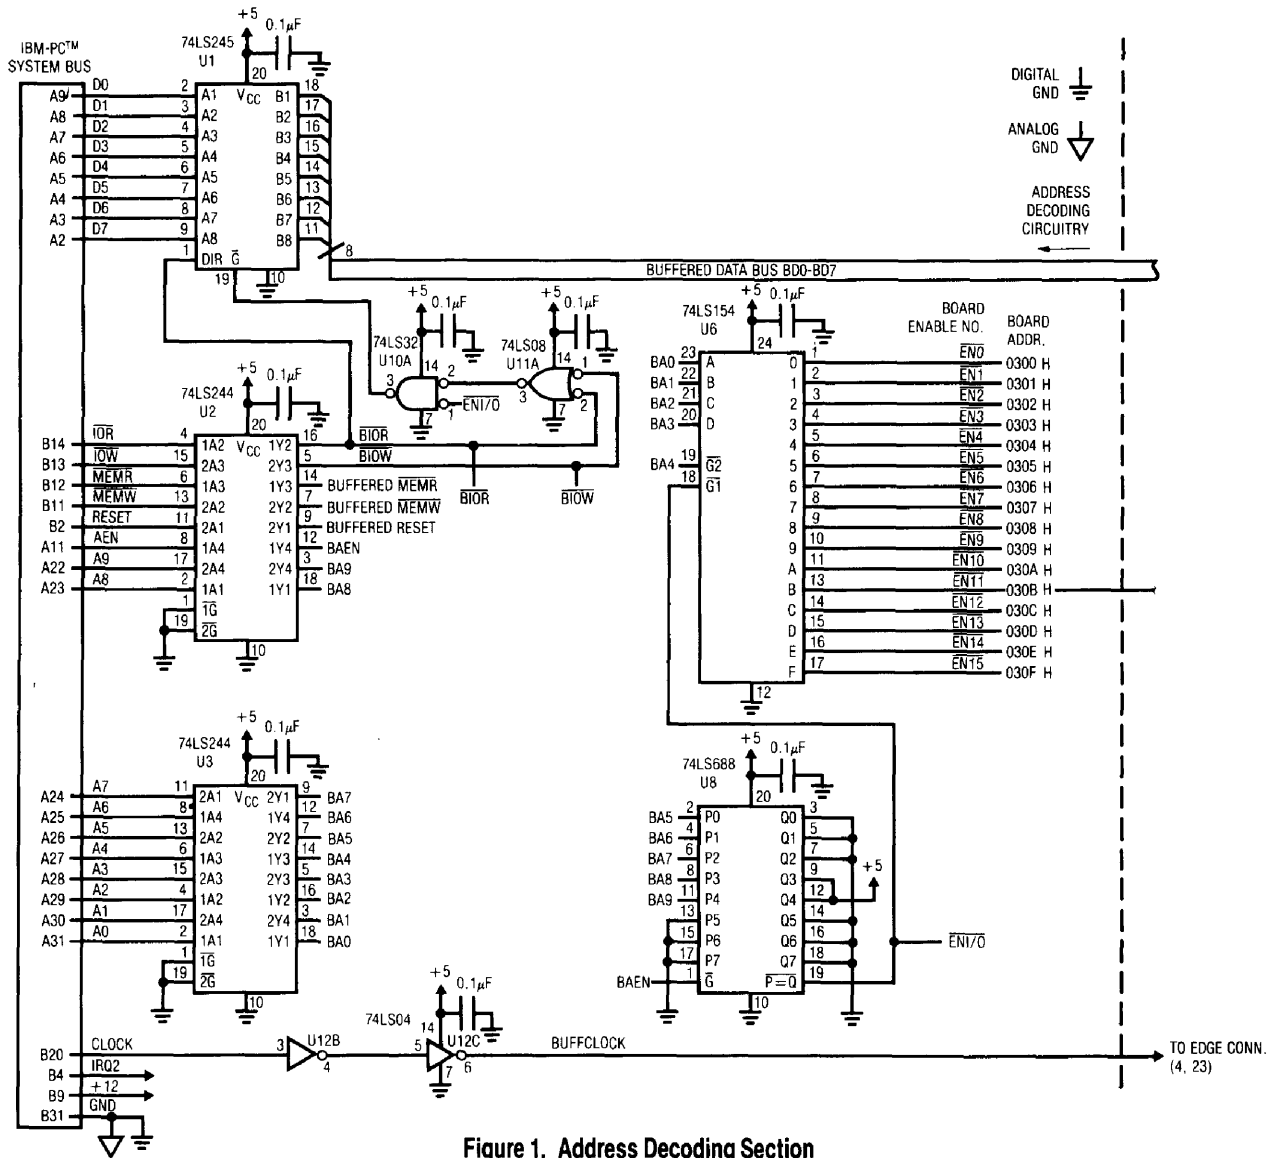 IBM-PC™
SYSTEM BUS
74LS245
U1
+5
0.1µF
20
A9 D0 2 A1 VCC B1 18
A8 D1 3 A2 B2 17
A7 D2 4 A3 B3 16
A6 D3 5 A4 B4 15
A5 D4 6 A5 B5 14
A4 D5 7 A6 B6 13
A3 D6 8 A7 B7 12
A2 D7 9 A8 B8 11
1 DIR G
19 10
8
BUFFERED DATA BUS BD0-BD7
DIGITAL
GND
ANALOG
GND
ADDRESS
DECODING
CIRCUITRY
+5
0.1µF
74LS32
U10A
14
3 2
1 ENI/O
7
+5
0.1µF
74LS08
U11A
14
3 1
2
7
74LS244
U2
+5
0.1µF
20
B14 IOR 4 1A2 VCC 1Y2 16 BIOR
B13 IOW 15 2A3 2Y3 5 BIOW
B12 MEMR 6 1A3 1Y3 14 BUFFERED MEMR
B11 MEMW 13 2A2 2Y2 7 BUFFERED MEMW
B2 RESET 11 2A1 2Y1 9 BUFFERED RESET
A11 AEN 8 1A4 1Y4 12 BAEN
A22 A9 17 2A4 2Y4 3 BA9
A23 A8 2 1A1 1Y1 18 BA8
1 1G
19 2G
10
BIOR
BIOW
74LS154
U6
+5
0.1µF
24
BOARD
ENABLE NO.
BOARD
ADDR.
BA0 23 A
BA1 22 B
BA2 21 C
BA3 20 D
BA4 19 G2
18 G1
0 1 EN0 0300 H
1 2 EN1 0301 H
2 3 EN2 0302 H
3 4 EN3 0303 H
4 5 EN4 0304 H
5 6 EN5 0305 H
6 7 EN6 0306 H
7 8 EN7 0307 H
8 9 EN8 0308 H
9 10 EN9 0309 H
A 11 EN10 030A H
B 13 EN11 030B H
C 14 EN12 030C H
D 15 EN13 030D H
E 16 EN14 030E H
F 17 EN15 030F H
12
74LS244
U3
+5
0.1µF
20
A24 A7 11 2A1 VCC 2Y1 9 BA7
A25 A6 8 1A4 1Y4 12 BA6
A26 A5 13 2A2 2Y2 7 BA5
A27 A4 6 1A3 1Y3 14 BA4
A28 A3 15 2A3 2Y3 5 BA3
A29 A2 4 1A2 1Y2 16 BA2
A30 A1 17 2A4 2Y4 3 BA1
A31 A0 2 1A1 1Y1 18 BA0
1 1G
19 2G
10
74LS688
U8
+5
0.1µF
20
BA5 2 P0 Q0 3
BA6 4 P1 Q1 5
BA7 6 P2 Q2 7
BA8 8 P3 Q3 9
BA9 11 P4 Q4 12
13 P5 Q5 14
15 P6 Q6 16
17 P7 Q7 18
BAEN 1 G P=Q 19
10
+5
ENI/O
74LS04
+5
0.1µF
14
B20 CLOCK 3 U12B 4 5 U12C 6 BUFFCLOCK
7
TO EDGE CONN.
(4, 23)
B4 IRQ2
B9 +12
B31 GND
Figure 1. Address Decoding Section